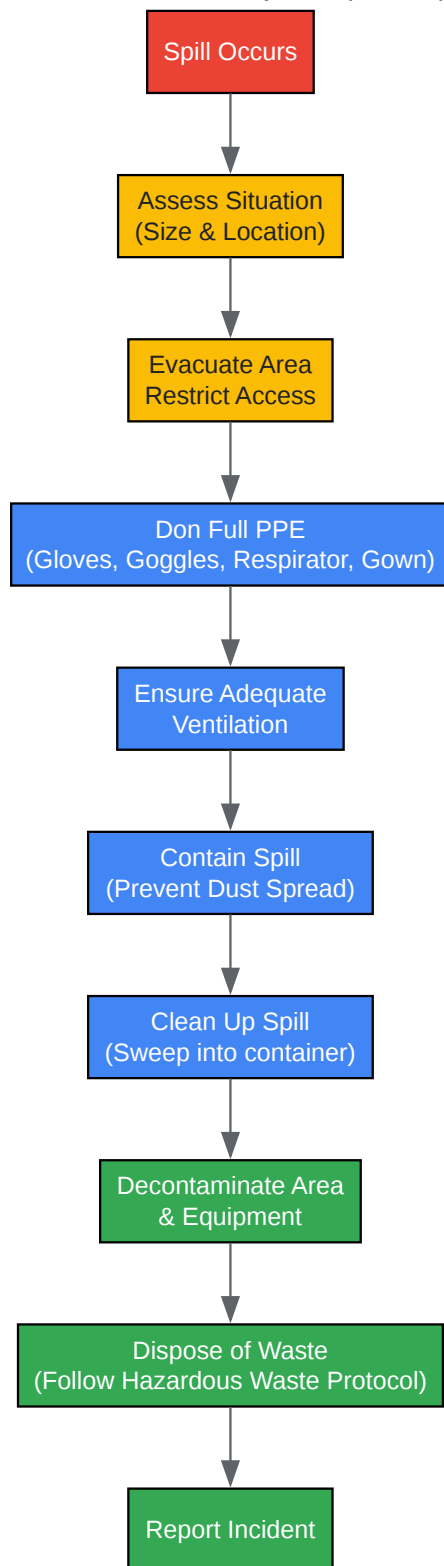 Spill Occurs
Assess Situation
(Size & Location)
Evacuate Area
Restrict Access
Don Full PPE
(Gloves, Goggles, Respirator, Gown)
Ensure Adequate
Ventilation
Contain Spill
(Prevent Dust Spread)
Clean Up Spill
(Sweep into container)
Decontaminate Area
& Equipment
Dispose of Waste
(Follow Hazardous Waste Protocol)
Report Incident